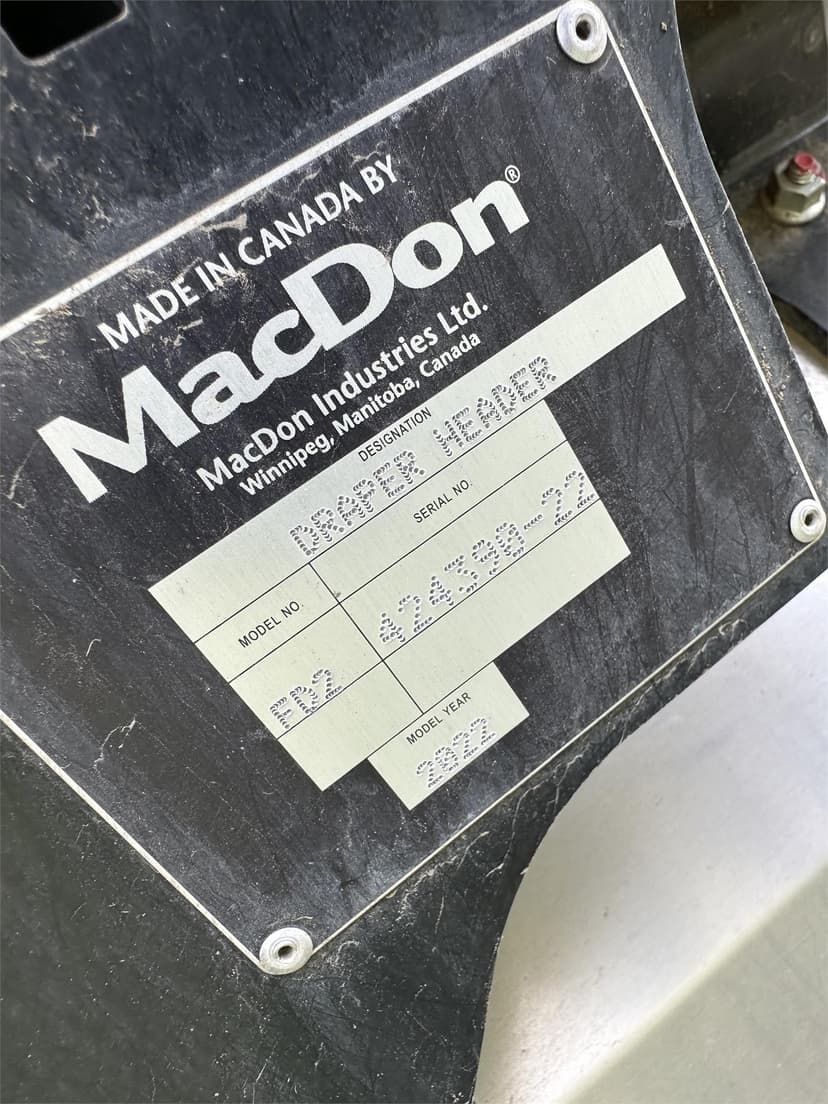 MADE IN CANADA BY
MacDon®
MacDon Industries Ltd.
Winnipeg, Manitoba, Canada
DESIGNATION
DRAPER HEADER
MODEL NO.
SERIAL NO.
FD2
424390-22
MODEL YEAR
2022